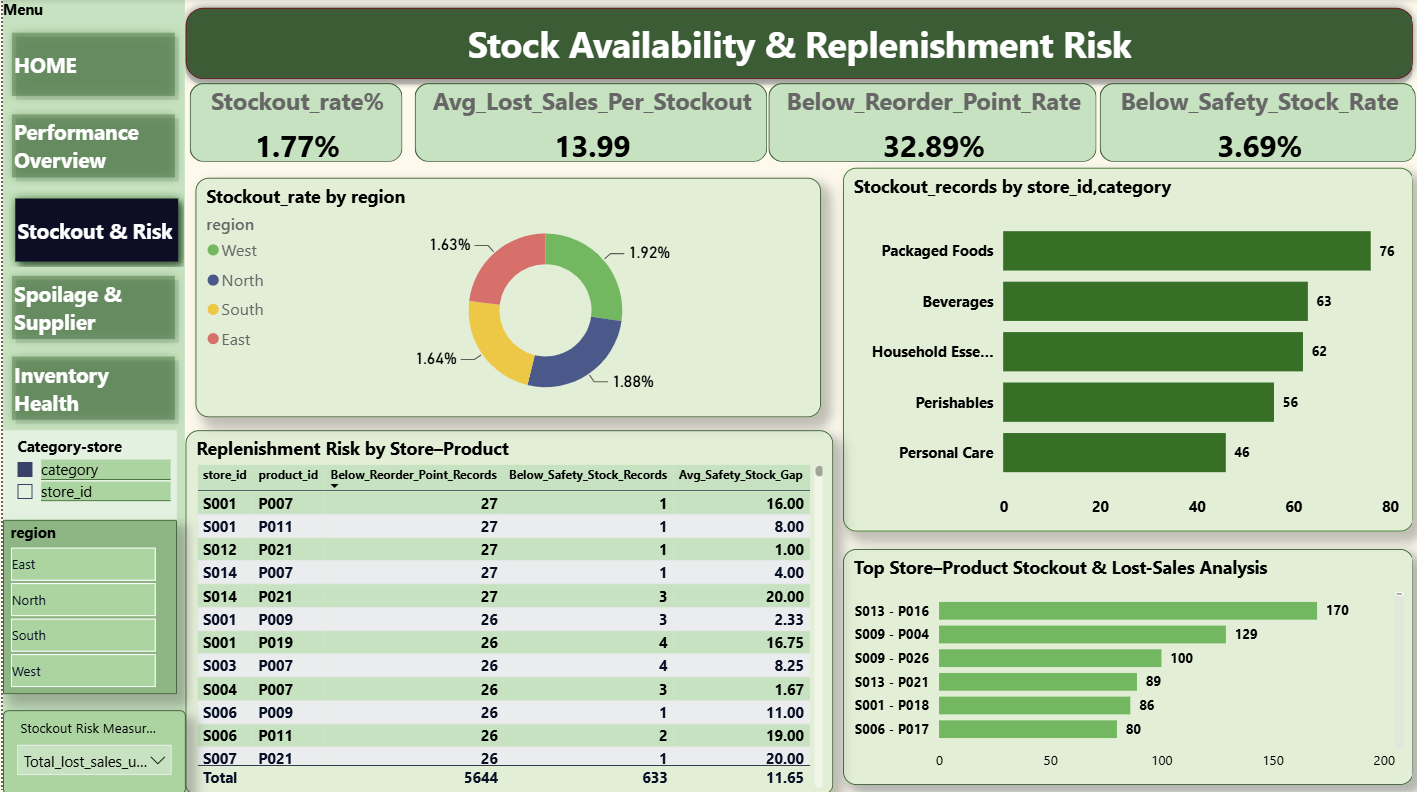 Menu
HOME
Performance
Overview
Stockout & Risk
Spoilage &
Supplier
Inventory
Health
Category-store
category
store_id
region
East
North
South
West
Stockout Risk Measur...
Total_lost_sales_u...
Stock Availability & Replenishment Risk
Stockout_rate%
1.77%
Avg_Lost_Sales_Per_Stockout
13.99
Below_Reorder_Point_Rate
32.89%
Below_Safety_Stock_Rate
3.69%
Stockout_rate by region
region
West
North
South
East
1.63%
1.92%
1.64%
1.88%
Stockout_records by store_id,category
Packaged Foods 76
Beverages 63
Household Esse... 62
Perishables 56
Personal Care 46
0 20 40 60 80
Replenishment Risk by Store–Product
store_id product_id Below_Reorder_Point_Records Below_Safety_Stock_Records Avg_Safety_Stock_Gap
S001 P007 27 1 16.00
S001 P011 27 1 8.00
S012 P021 27 1 1.00
S014 P007 27 1 4.00
S014 P021 27 3 20.00
S001 P009 26 3 2.33
S001 P019 26 4 16.75
S003 P007 26 4 8.25
S004 P007 26 3 1.67
S006 P009 26 1 11.00
S006 P011 26 2 19.00
S007 P021 26 1 20.00
Total 5644 633 11.65
Top Store–Product Stockout & Lost-Sales Analysis
S013 - P016 170
S009 - P004 129
S009 - P026 100
S013 - P021 89
S001 - P018 86
S006 - P017 80
0 50 100 150 200